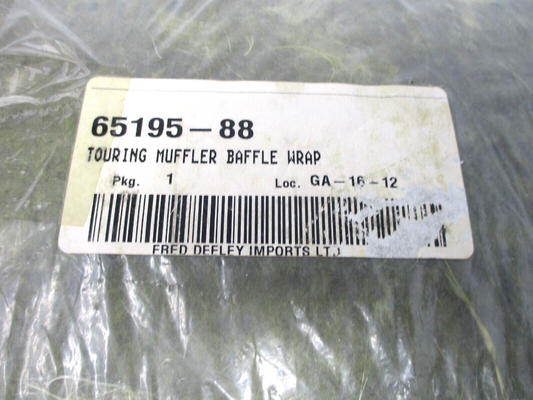 65195-88
TOURING MUFFLER BAFFLE WRAP
Pkg. 1 Loc. GA-16-12
FRED DEELEY IMPORTS LTD